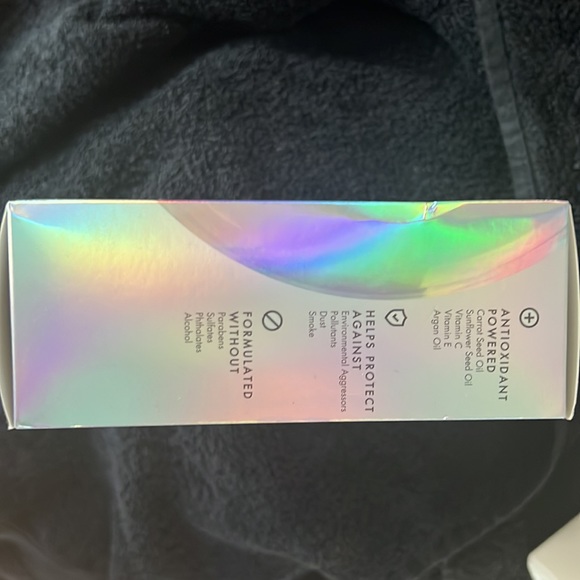 ANTIOXIDANT
POWERED
Carrot Seed Oil
Sunflower Seed Oil
Vitamin C
Vitamin E
Argan Oil
HELPS PROTECT
AGAINST
Environmental Aggressors
Pollutants
Dust
Smoke
FORMULATED
WITHOUT
Parabens
Sulfates
Phthalates
Alcohol